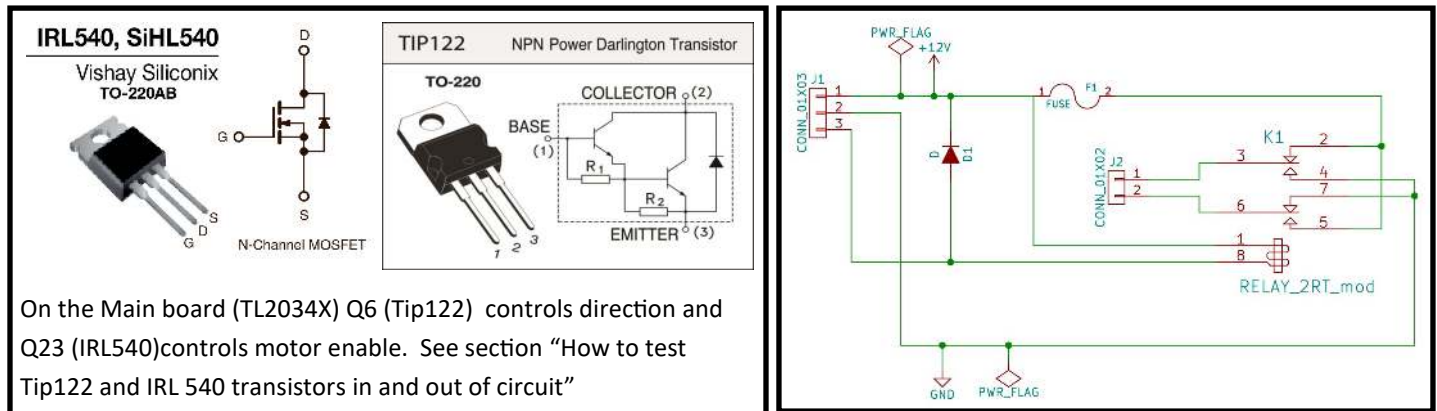 IRL540, SiHL540
Vishay Siliconix
TO-220AB
D
G
S
S
D
G
N-Channel MOSFET
TIP122 NPN Power Darlington Transistor
TO-220
COLLECTOR (2)
BASE
(1)
R1
R2
EMITTER (3)
1 2 3
On the Main board (TL2034X) Q6 (Tip122) controls direction and
Q23 (IRL540)controls motor enable. See section “How to test
Tip122 and IRL 540 transistors in and out of circuit”
PWR_FLAG
+12V
J1
1
2
3
CONN_01X03
1 F1 2
FUSE
D D1
K1
2
3
4
7
6
5
1
8
J2
1
2
CONN_01X02
RELAY_2RT_mod
GND PWR_FLAG